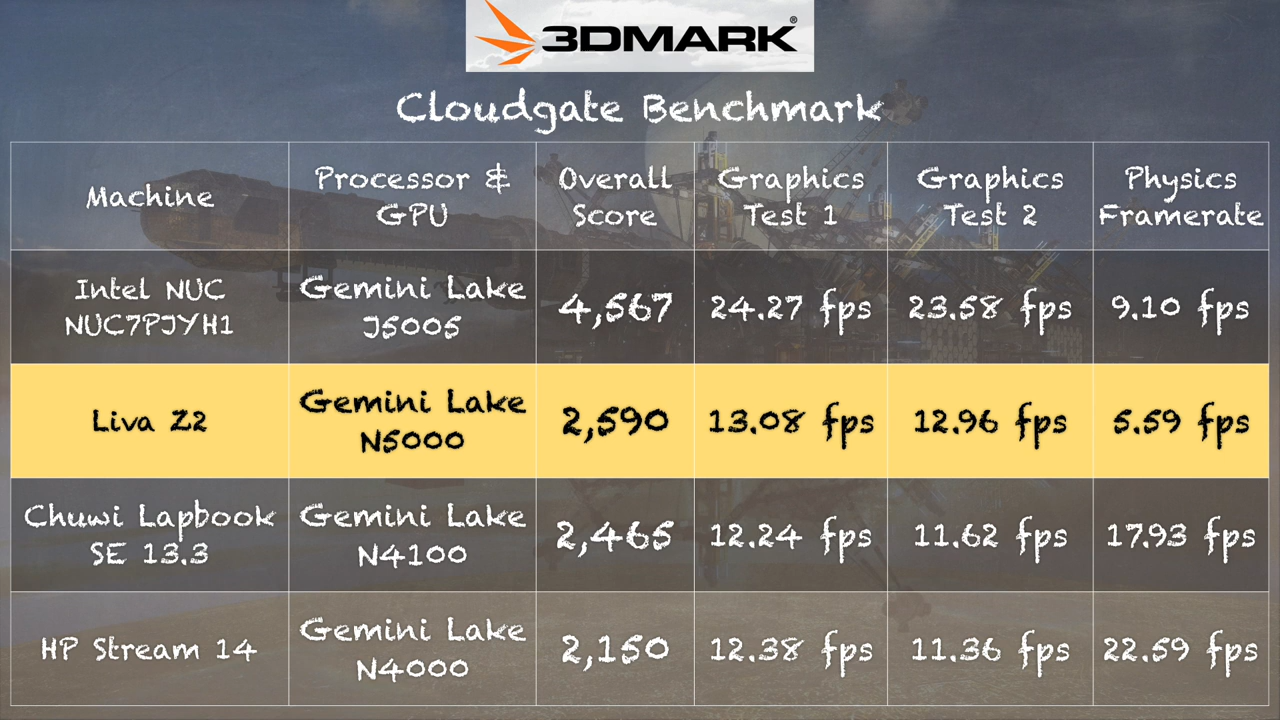 3DMARK®
Cloudgate Benchmark
Machine
Processor &
GPU
Overall
Score
Graphics
Test 1
Graphics
Test 2
Physics
Framerate
Intel NUC
NUC7PJYH1
Gemini Lake
J5005
4,567
24.27 fps
23.58 fps
9.10 fps
Liva Z2
Gemini Lake
N5000
2,590
13.08 fps
12.96 fps
5.59 fps
Chuwi Lapbook
SE 13.3
Gemini Lake
N4100
2,465
12.24 fps
11.62 fps
17.93 fps
HP Stream 14
Gemini Lake
N4000
2,150
12.38 fps
11.36 fps
22.59 fps